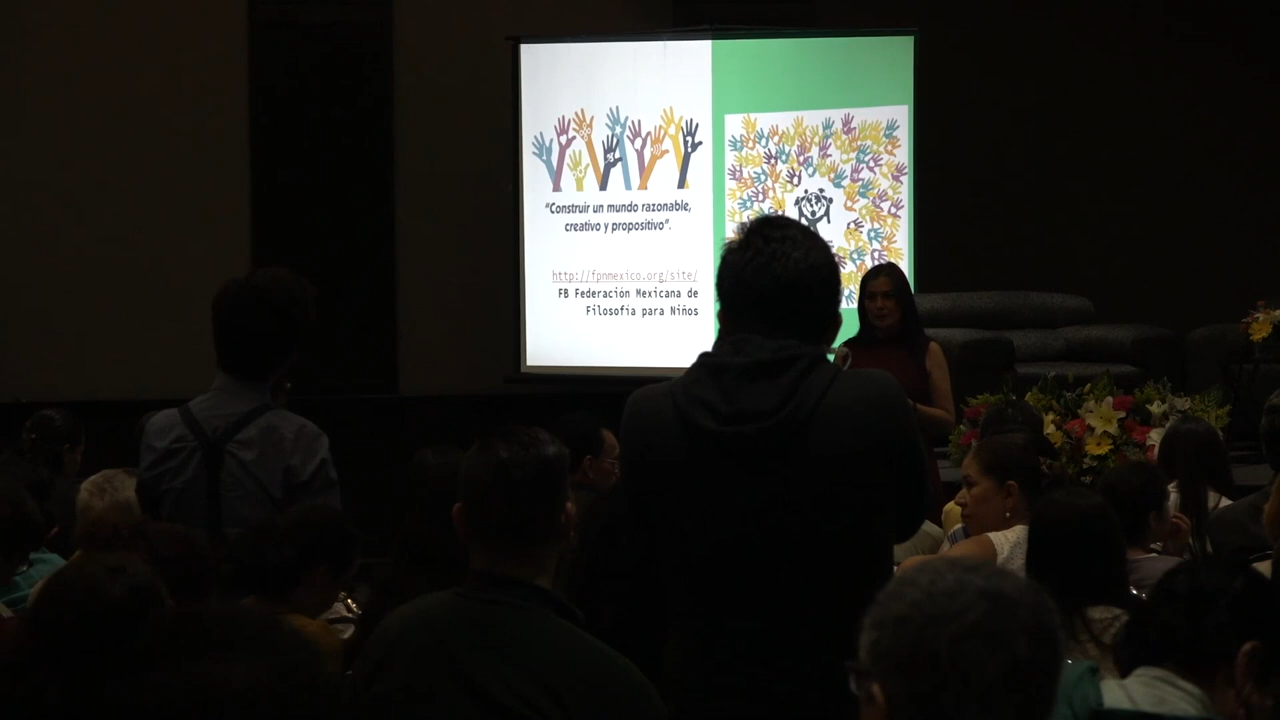 "Construir un mundo razonable,
creativo y propositivo".
http://fpnmexico.org/site/
FB Federación Mexicana de
Filosofía para Niños